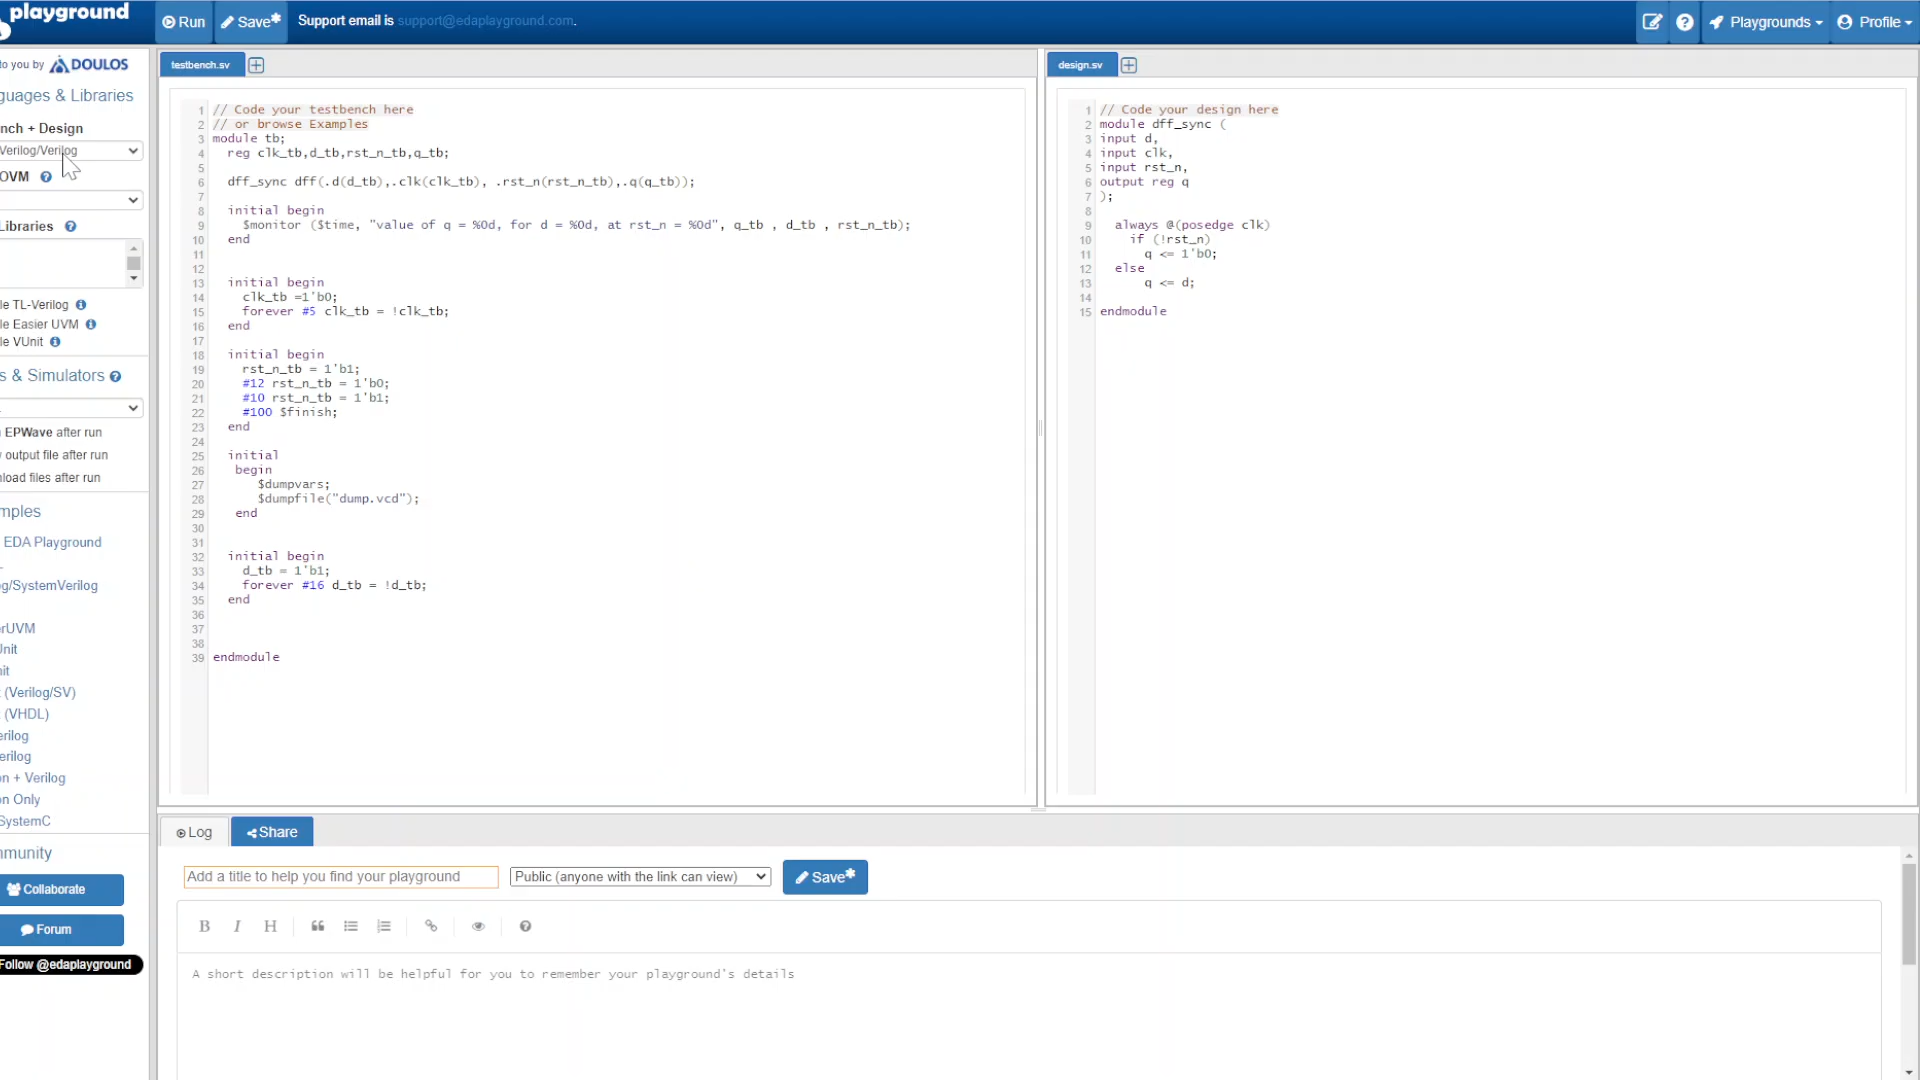 playground
Run
Save*
Support email is support@edaplayground.com.
Playgrounds
Profile
to you by DOULOS
guages & Libraries
nch + Design
Verilog/Verilog
OVM
Libraries
le TL-Verilog
le Easier UVM
le VUnit
s & Simulators
EPWave after run
output file after run
load files after run
mples
EDA Playground
g/SystemVerilog
rUVM
Unit
nit
(Verilog/SV)
(VHDL)
erilog
erilog
on + Verilog
on Only
SystemC
munity
Collaborate
Forum
Follow @edaplayground
testbench.sv
1 // Code your testbench here
2 // or browse Examples
3 module tb;
4 reg clk_tb,d_tb,rst_n_tb,q_tb;
5
6 dff_sync dff(.d(d_tb),.clk(clk_tb), .rst_n(rst_n_tb),.q(q_tb));
7
8 initial begin
9 $monitor ($time, "value of q = %0d, for d = %0d, at rst_n = %0d", q_tb , d_tb , rst_n_tb);
10 end
11
12
13 initial begin
14 clk_tb =1'b0;
15 forever #5 clk_tb = !clk_tb;
16 end
17
18 initial begin
19 rst_n_tb = 1'b1;
20 #12 rst_n_tb = 1'b0;
21 #10 rst_n_tb = 1'b1;
22 #100 $finish;
23 end
24
25 initial
26 begin
27 $dumpvars;
28 $dumpfile("dump.vcd");
29 end
30
31
32 initial begin
33 d_tb = 1'b1;
34 forever #16 d_tb = !d_tb;
35 end
36
37
38
39 endmodule
design.sv
1 // Code your design here
2 module dff_sync (
3 input d,
4 input clk,
5 input rst_n,
6 output reg q
7 );
8
9 always @(posedge clk)
10 if (!rst_n)
11 q <= 1'b0;
12 else
13 q <= d;
14
15 endmodule
Log
Share
Add a title to help you find your playground
Public (anyone with the link can view)
Save*
B I H
A short description will be helpful for you to remember your playground's details